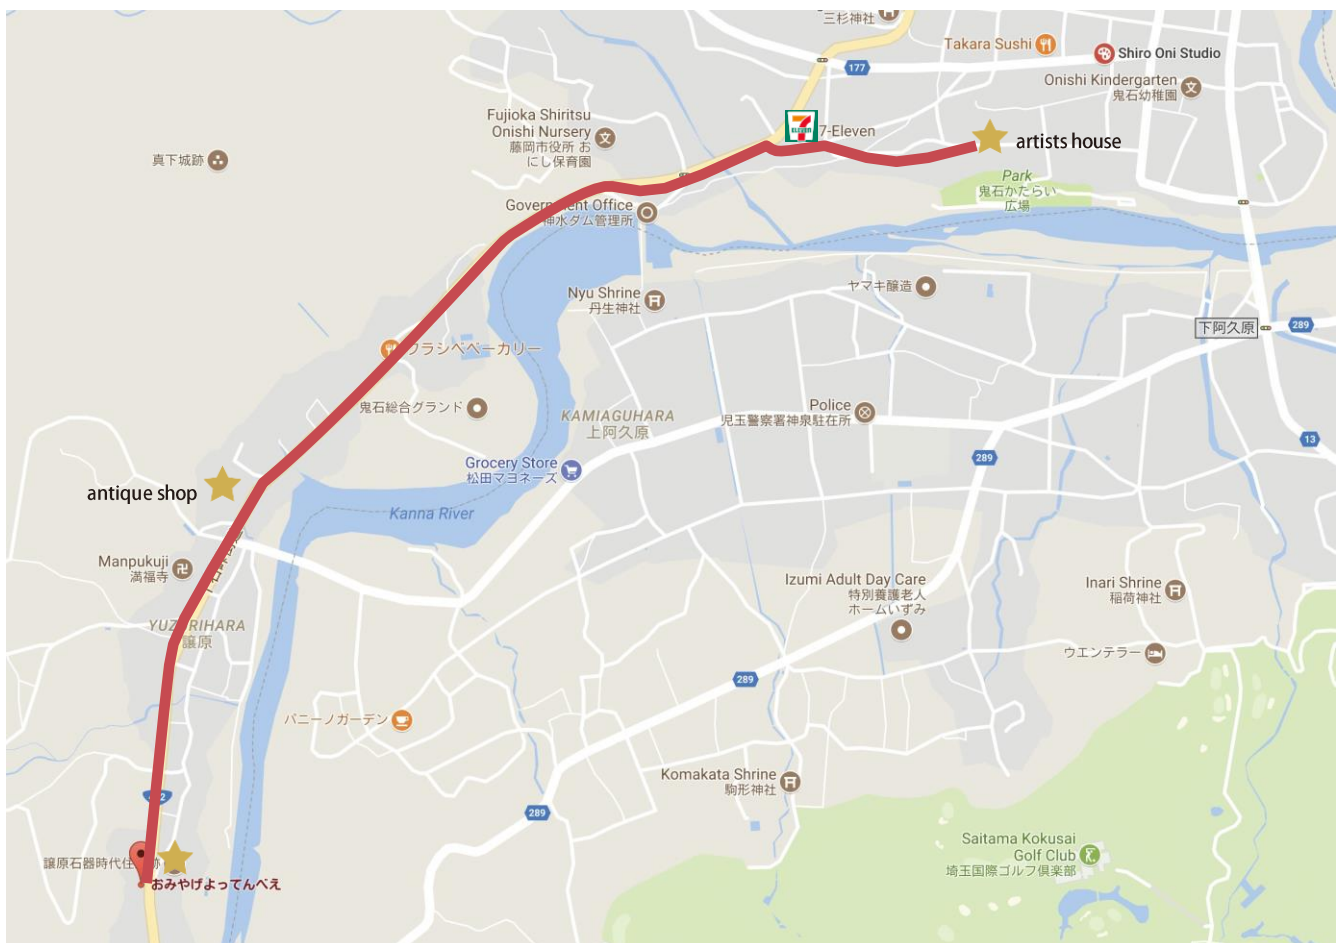 三杉神社
Takara Sushi
Shiro Oni Studio
177
Onishi Kindergarten
鬼石幼稚園
Fujioka Shiritsu
Onishi Nursery
藤岡市役所 お
にし保育園
7
ELEVEN
7-Eleven
artists house
真下城跡
Park
鬼石かたらい
広場
Government Office
神水ダム管理所
Nyu Shrine
丹生神社
ヤマキ醸造
下阿久原
289
クラシベベーカリー
鬼石総合グランド
KAMIAGUHARA
上阿久原
Police
児玉警察署神泉駐在所
13
289
Grocery Store
松田マヨネーズ
antique shop
Kanna River
Manpukuji
満福寺
Izumi Adult Day Care
特別養護老人
ホームいずみ
Inari Shrine
稲荷神社
YUZURIHARA
譲原
ウエンテラー
289
バニーノガーデン
Komakata Shrine
駒形神社
289
Saitama Kokusai
Golf Club
埼玉国際ゴルフ倶楽部
譲原石器時代住 跡
おみやげよってんべえ